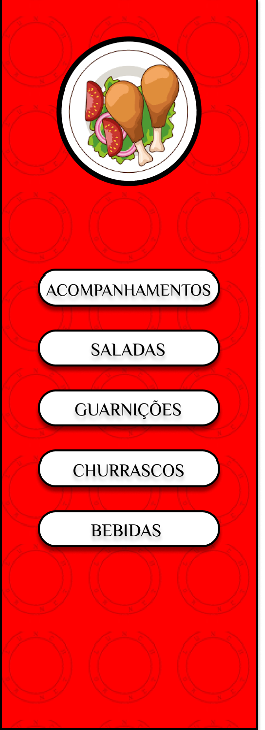 ACOMPANHAMENTOS
SALADAS
GUARNIÇÕES
CHURRASCOS
BEBIDAS